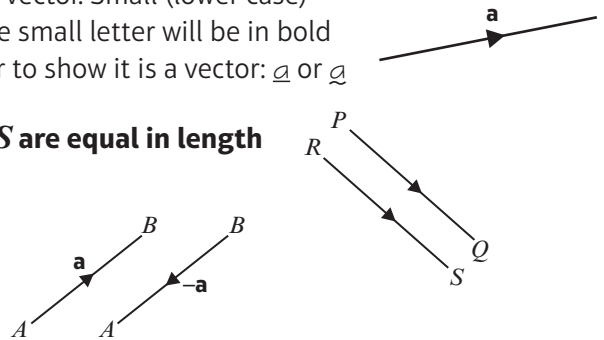 vector. Small (lower case)
e small letter will be in bold
r to show it is a vector: a or a
a
S are equal in length
P
R
Q
S
B
B
a
–a
A
A